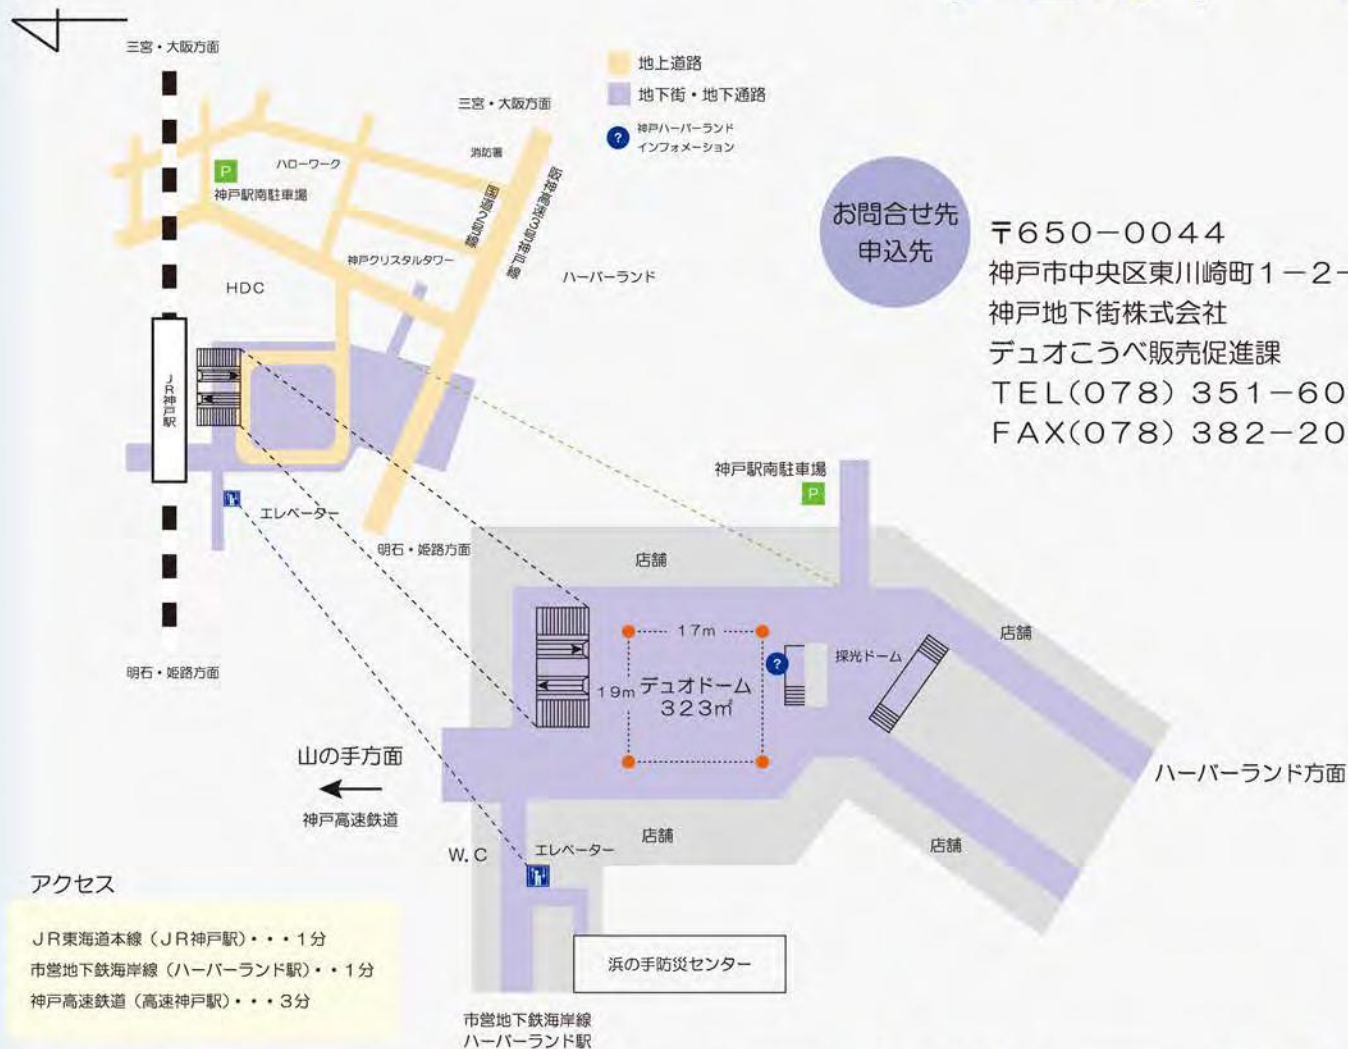 三宮・大阪方面
地上道路
地下街・地下通路
? 神戸ハーバーランド
インフォメーション
三宮・大阪方面
消防署
ハローワーク
P
神戸駅南駐車場
国道2号線
阪神高速3号神戸線
神戸クリスタルタワー
ハーバーランド
HDC
JR神戸駅
エレベーター
明石・姫路方面
明石・姫路方面
お問合せ先
申込先
〒650-0044
神戸市中央区東川崎町1-2-
神戸地下街株式会社
デュオこうべ販売促進課
TEL(078) 351-60
FAX(078) 382-20
神戸駅南駐車場
P
店舗
店舗
17m
?
採光ドーム
19m
デュオドーム
323㎡
山の手方面
神戸高速鉄道
ハーバーランド方面
店舗
店舗
W.C
エレベーター
浜の手防災センター
市営地下鉄海岸線
ハーバーランド駅
アクセス
JR東海道本線(JR神戸駅)・・・1分
市営地下鉄海岸線(ハーバーランド駅)・・1分
神戸高速鉄道(高速神戸駅)・・・3分